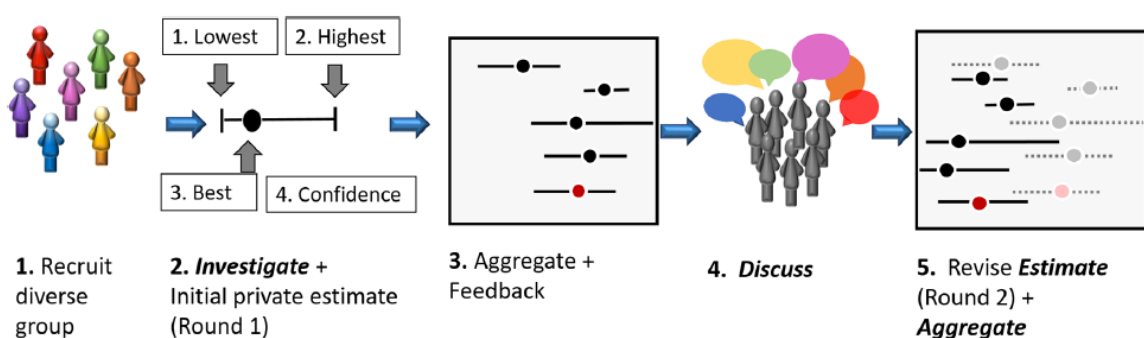 1. Lowest
2. Highest
3. Best
4. Confidence
1. Recruit
diverse
group
2. Investigate +
Initial private estimate
(Round 1)
3. Aggregate +
Feedback
4. Discuss
5. Revise Estimate
(Round 2) +
Aggregate